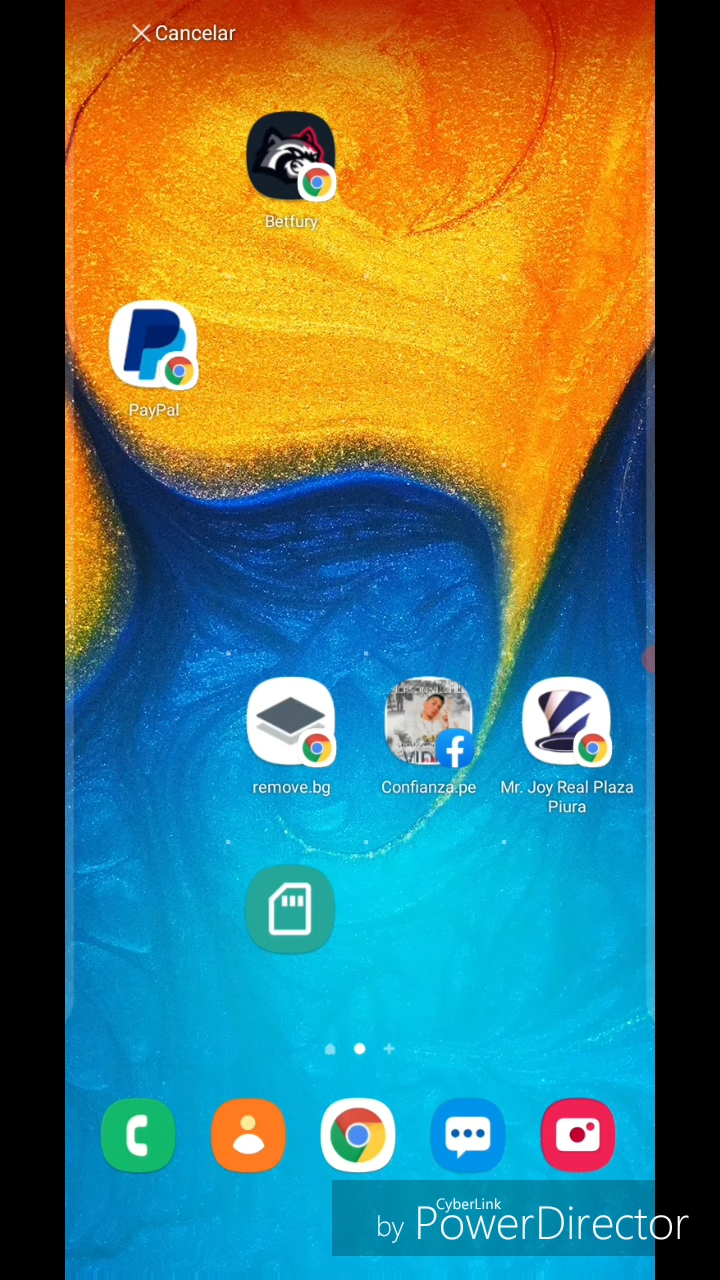 Cancelar
Betfury
PayPal
remove.bg
Confianza.pe
Mr. Joy Real Plaza
Piura
CyberLink
by PowerDirector